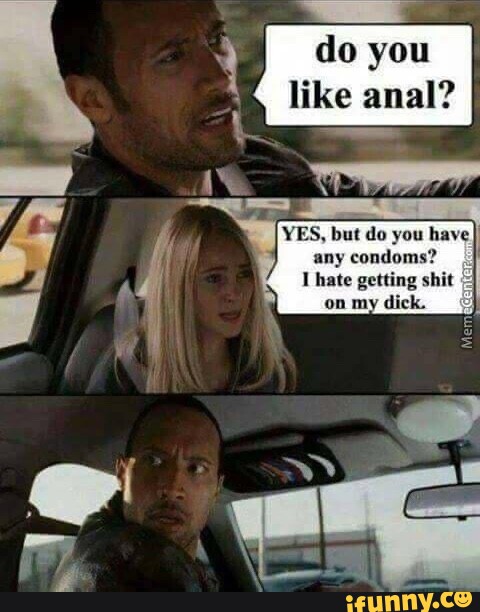 do you
like anal?
YES, but do you have
any condoms?
I hate getting shit
on my dick.
MemeCenter.com
ifunny.co